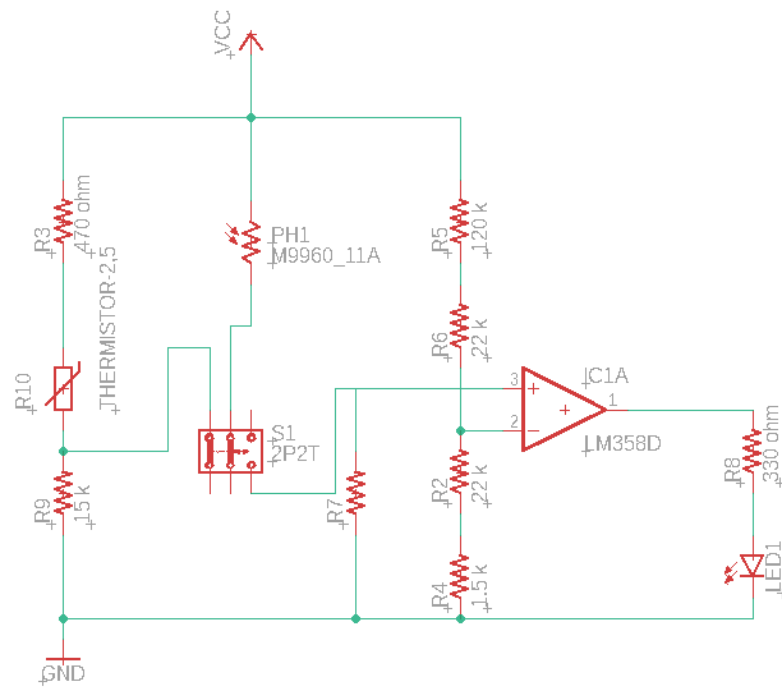 VCC
R3
470 ohm
PH1
M9960_11A
R5
120 k
R6
22 k
R10
THERMISTOR-2,5
IC1A
3
2
1
LM358D
S1
2P2T
R9
15 k
R7
R2
22 k
R8
330 ohm
R4
1.5 k
LED1
GND